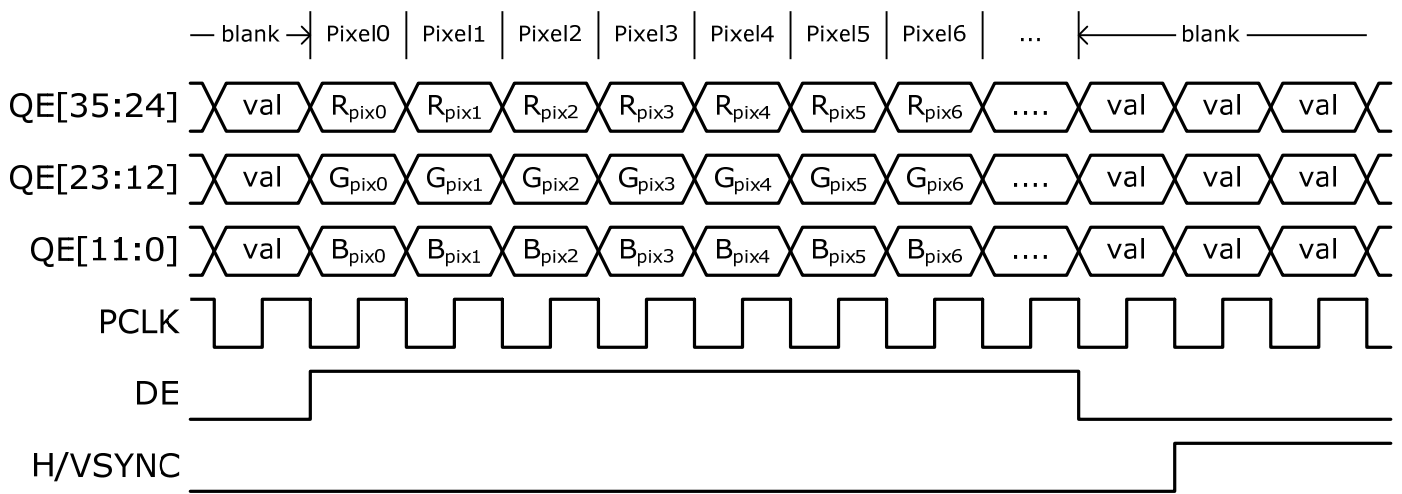 blank Pixel0 Pixel1 Pixel2 Pixel3 Pixel4 Pixel5 Pixel6 ... blank
QE[35:24] val Rpix0 Rpix1 Rpix2 Rpix3 Rpix4 Rpix5 Rpix6 .... val val val
QE[23:12] val Gpix0 Gpix1 Gpix2 Gpix3 Gpix4 Gpix5 Gpix6 .... val val val
QE[11:0] val Bpix0 Bpix1 Bpix2 Bpix3 Bpix4 Bpix5 Bpix6 .... val val val
PCLK
DE
H/VSYNC